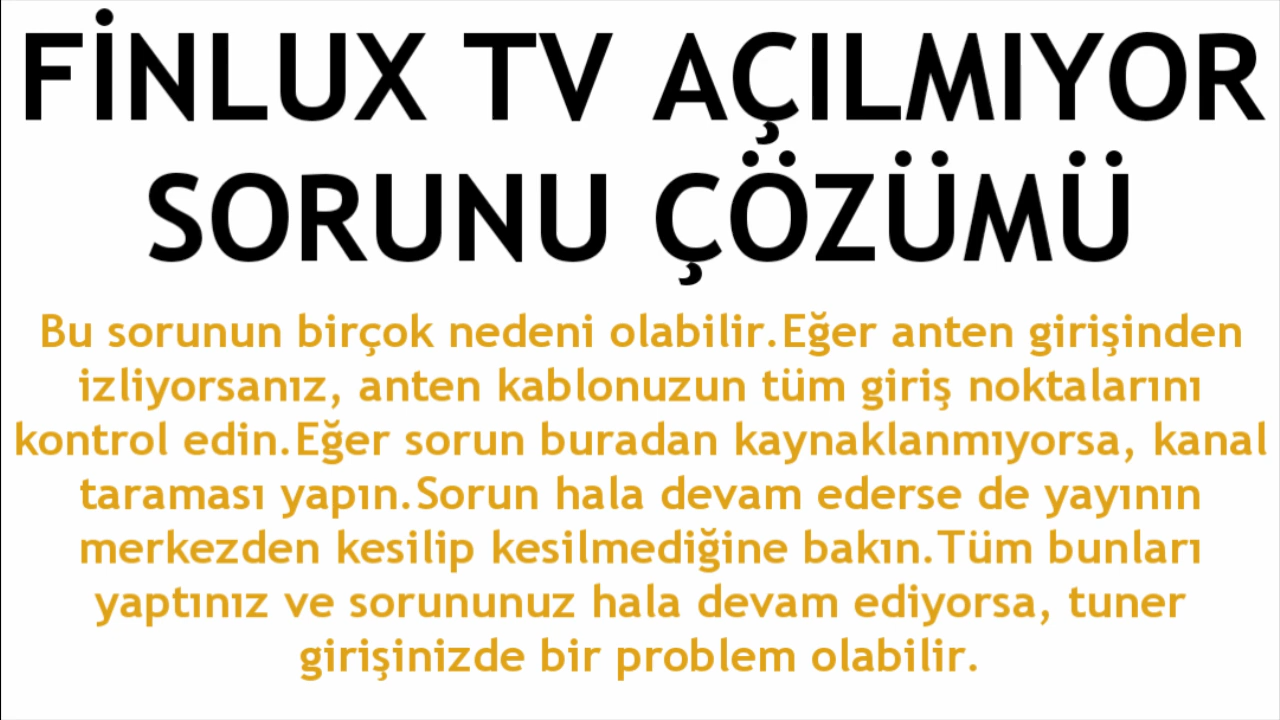 FİNLUX TV AÇILMIYOR
SORUNU ÇÖZÜMÜ
Bu sorunun birçok nedeni olabilir.Eğer anten girişinden
izliyorsanız, anten kablonuzun tüm giriş noktalarını
kontrol edin.Eğer sorun buradan kaynaklanmıyorsa, kanal
taraması yapın.Sorun hala devam ederse de yayının
merkezden kesilip kesilmediğine bakın.Tüm bunları
yaptınız ve sorununuz hala devam ediyorsa, tuner
girişinizde bir problem olabilir.